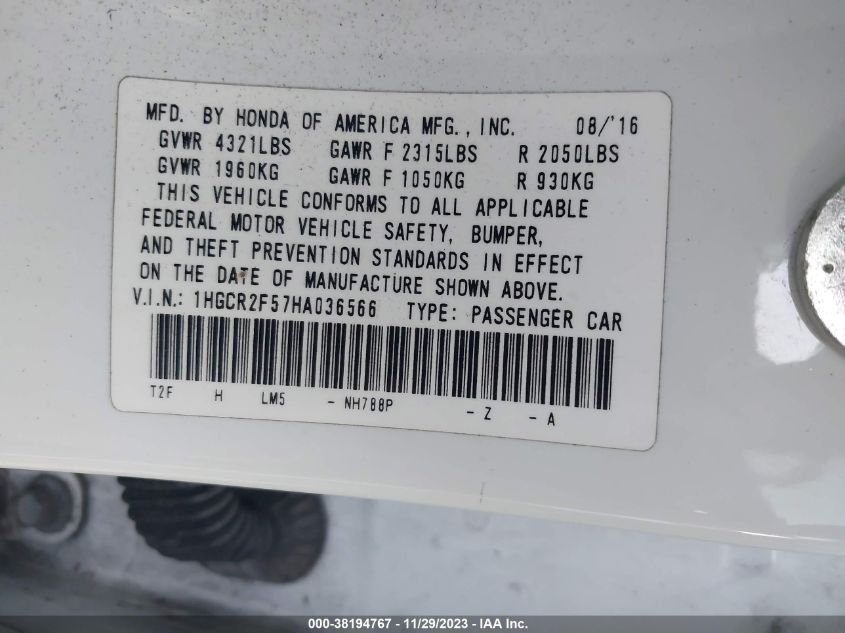 MFD. BY HONDA OF AMERICA MFG., INC. 08/'16
GVWR 4321LBS GAWR F 2315LBS R 2050LBS
GVWR 1960KG GAWR F 1050KG R 930KG
THIS VEHICLE CONFORMS TO ALL APPLICABLE
FEDERAL MOTOR VEHICLE SAFETY, BUMPER,
AND THEFT PREVENTION STANDARDS IN EFFECT
ON THE DATE OF MANUFACTURE SHOWN ABOVE.
V.I.N.: 1HGCR2F57HA036566 TYPE: PASSENGER CAR
T2F H LM5 - NH788P - Z - A
000-38194767 - 11/29/2023 - IAA Inc.